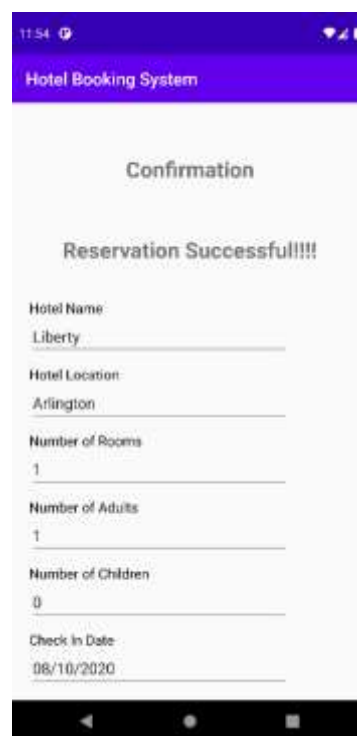 11:54
Hotel Booking System
Confirmation
Reservation Successful!!!!
Hotel Name
Liberty
Hotel Location
Arlington
Number of Rooms
1
Number of Adults
1
Number of Children
0
Check In Date
08/10/2020